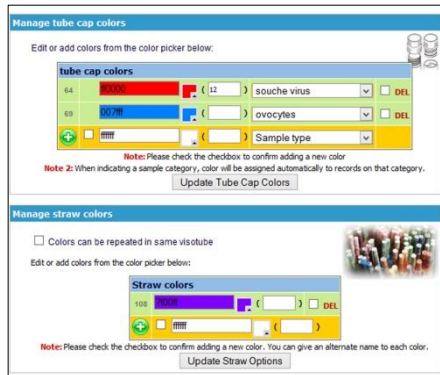 Manage tube cap colors
Edit or add colors from the color picker below:
tube cap colors
64 ff0000 ( 12 ) souche virus DEL
69 007fff ( ) ovocytes DEL
ffffff ( ) Sample type
Note: Please check the checkbox to confirm adding a new color
Note 2: When indicating a sample category, color will be assigned automatically to records on that category.
Update Tube Cap Colors
Manage straw colors
Colors can be repeated in same visotube
Edit or add colors from the color picker below:
Straw colors
108 7f00ff ( ) DEL
ffffff ( )
Note: Please check the checkbox to confirm adding a new color. You can give an alternate name to each color.
Update Straw Options